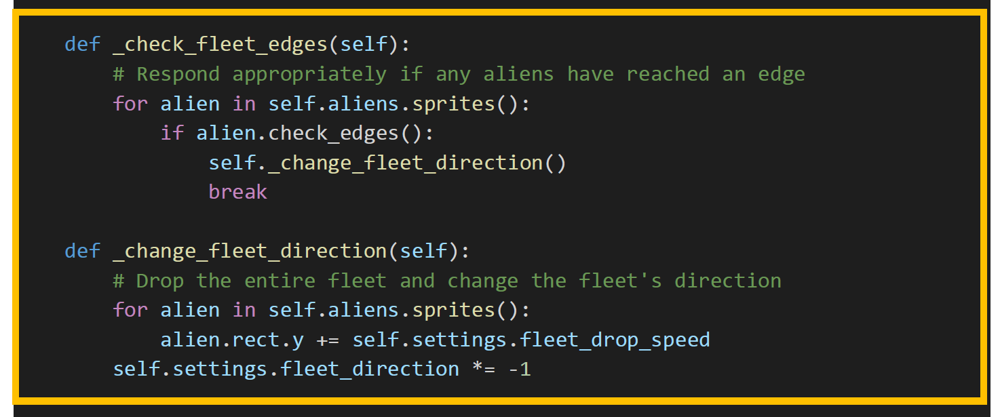 def _check_fleet_edges(self):
    # Respond appropriately if any aliens have reached an edge
    for alien in self.aliens.sprites():
        if alien.check_edges():
            self._change_fleet_direction()
            break

def _change_fleet_direction(self):
    # Drop the entire fleet and change the fleet's direction
    for alien in self.aliens.sprites():
        alien.rect.y += self.settings.fleet_drop_speed
    self.settings.fleet_direction *= -1